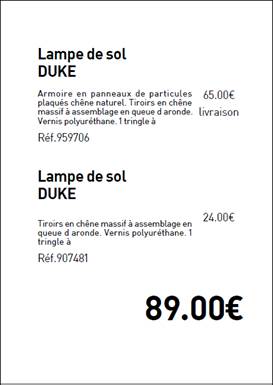 Lampe de sol
DUKE
Armoire en panneaux de particules
plaqués chêne naturel. Tiroirs en chêne
massif à assemblage en queue d aronde.
Vernis polyuréthane. 1 tringle à
65.00€
livraison
Réf.959706
Lampe de sol
DUKE
Tiroirs en chêne massif à assemblage en
queue d aronde. Vernis polyuréthane. 1
tringle à
24.00€
Réf.907481
89.00€